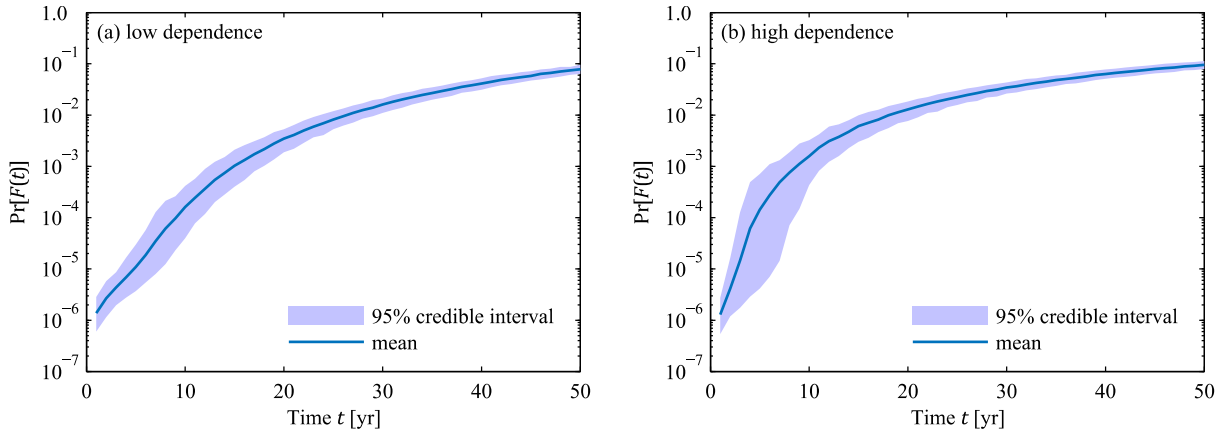 (a) low dependence
1.0
10⁻¹
10⁻²
10⁻³
10⁻⁴
10⁻⁵
10⁻⁶
10⁻⁷
Pr[F(t)]
95% credible interval
mean
0 10 20 30 40 50
Time t [yr]
(b) high dependence
1.0
10⁻¹
10⁻²
10⁻³
10⁻⁴
10⁻⁵
10⁻⁶
10⁻⁷
Pr[F(t)]
95% credible interval
mean
0 10 20 30 40 50
Time t [yr]